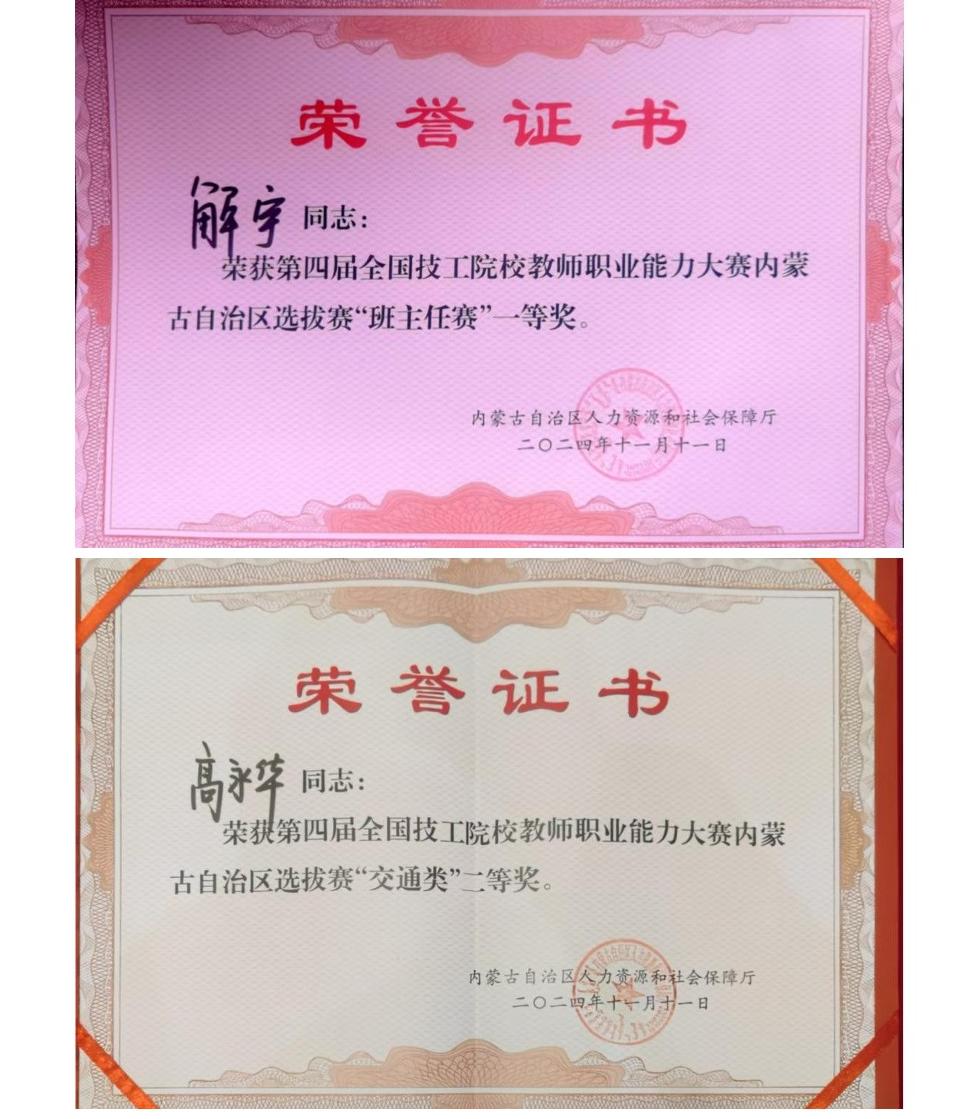 荣誉证书
解宇 同志：
荣获第四届全国技工院校教师职业能力大赛内蒙
古自治区选拔赛“班主任赛”一等奖。
内蒙古自治区人力资源和社会保障厅
二〇二四年十一月十一日
荣誉证书
高永华 同志：
荣获第四届全国技工院校教师职业能力大赛内蒙
古自治区选拔赛“交通类”二等奖。
内蒙古自治区人力资源和社会保障厅
二〇二四年十一月十一日